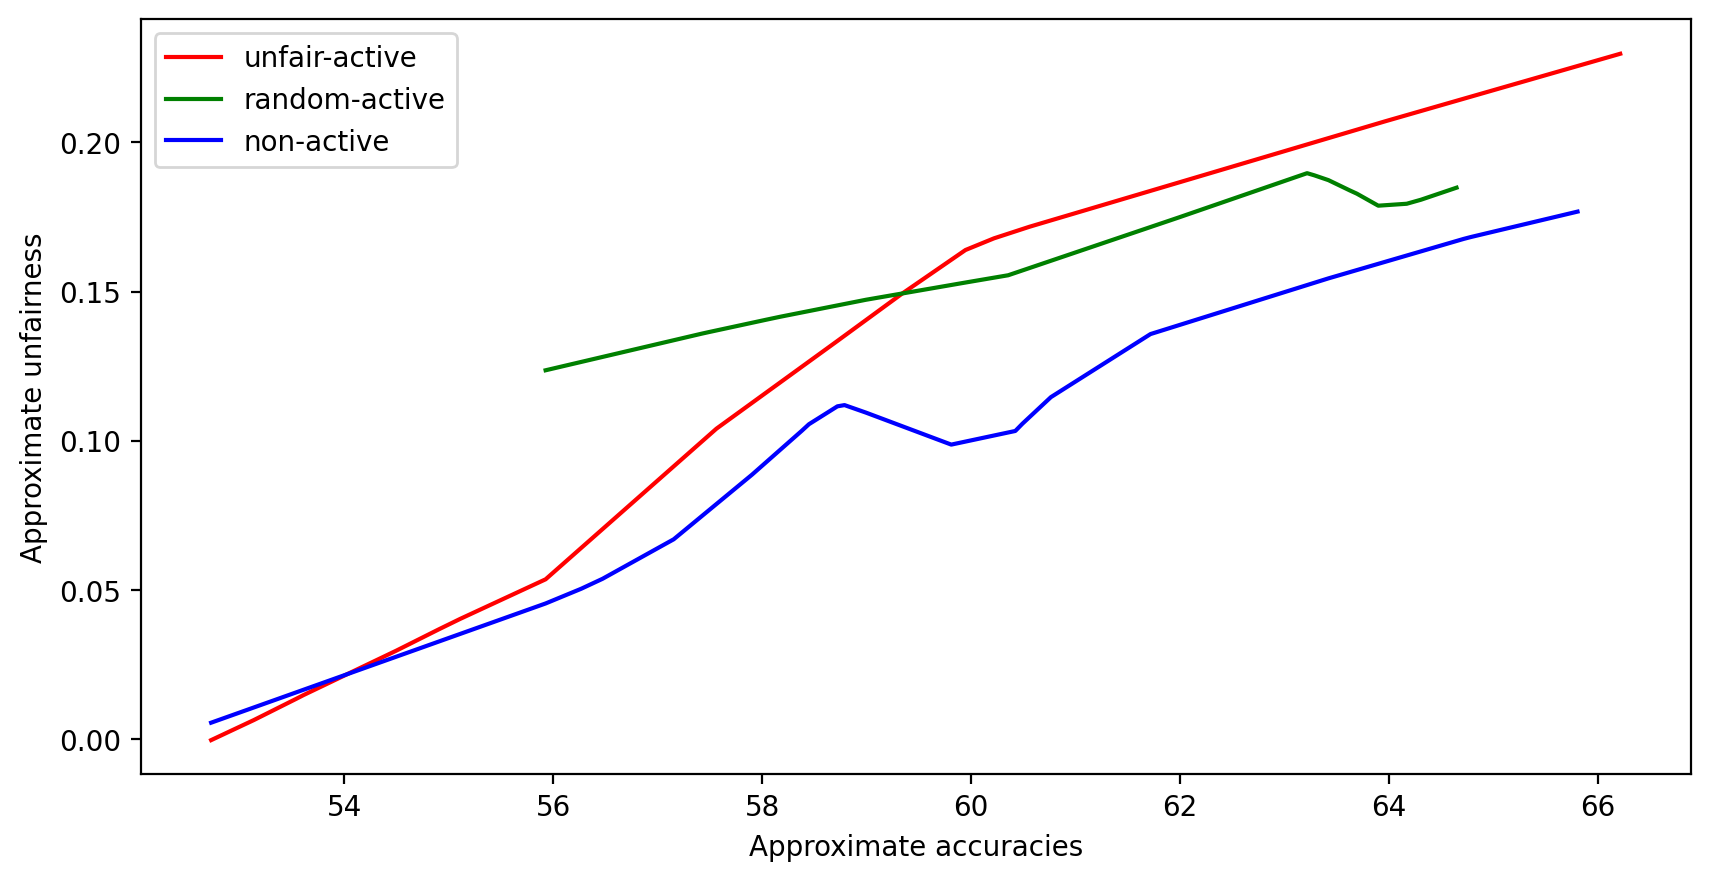 unfair-active
random-active
non-active
Approximate unfairness
0.20
0.15
0.10
0.05
0.00
54 56 58 60 62 64 66
Approximate accuracies